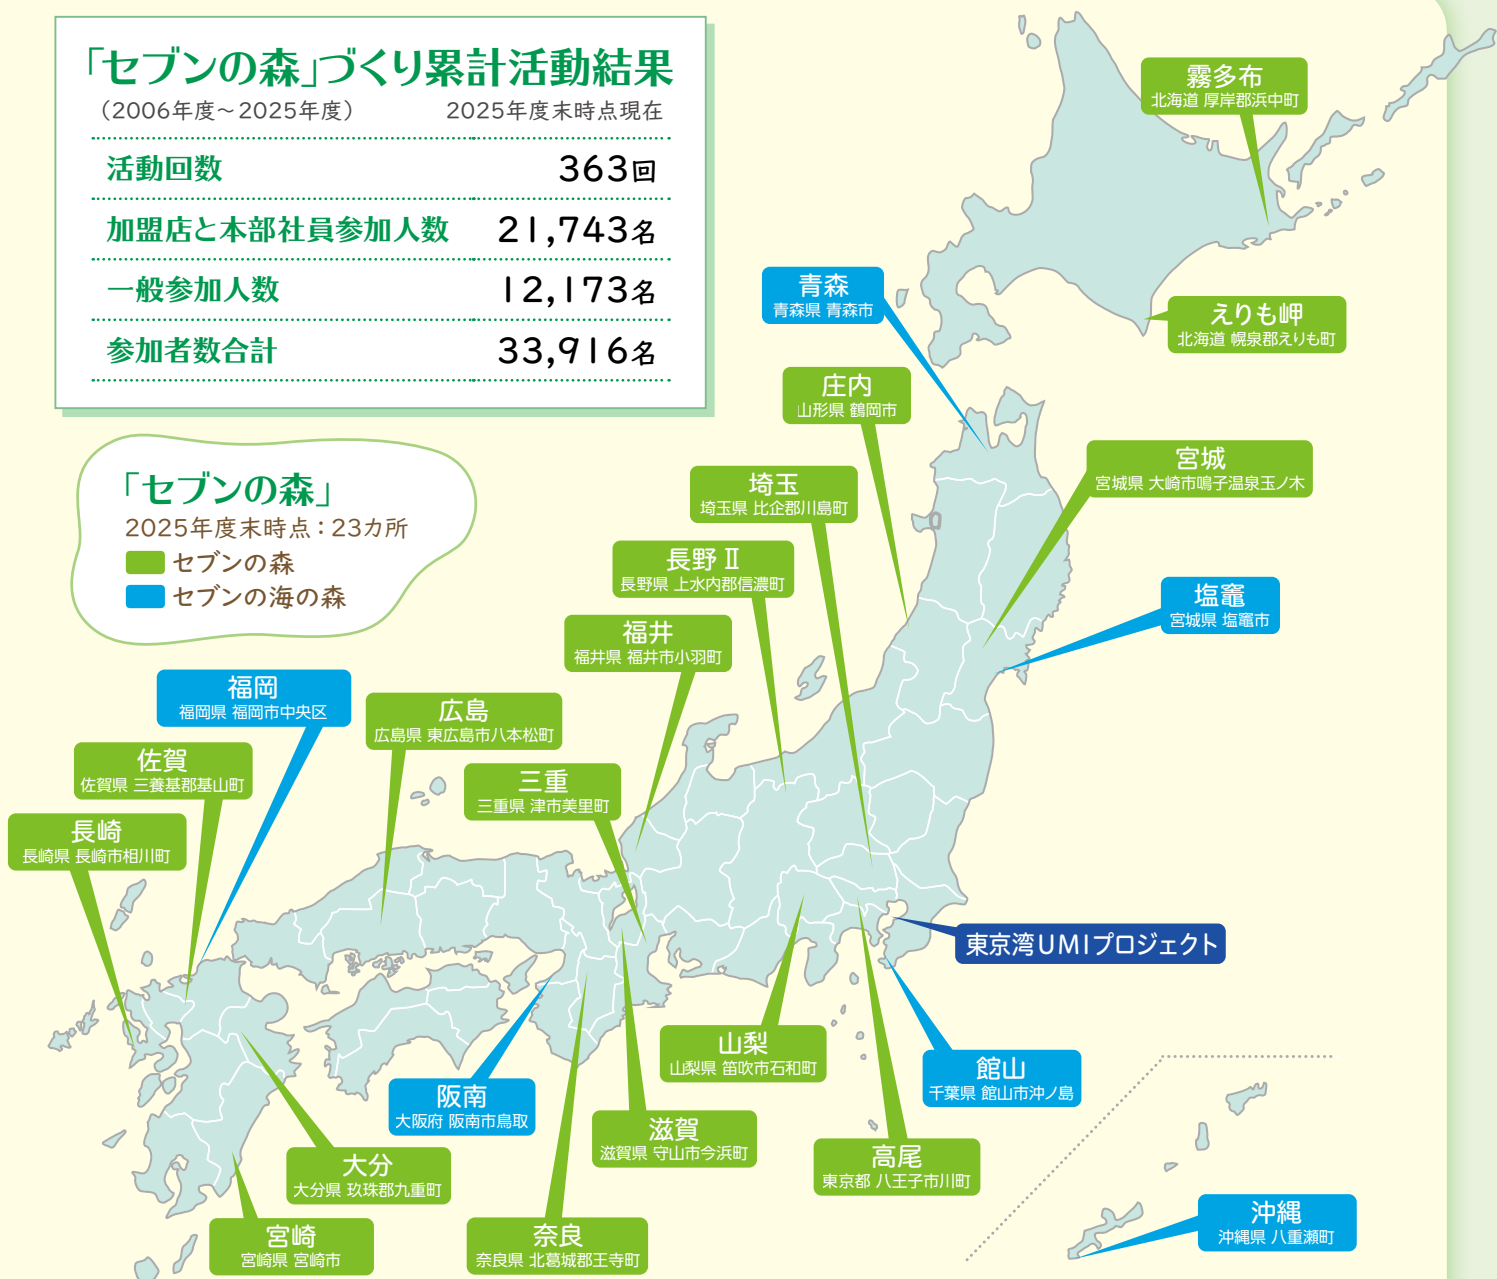 「セブンの森」づくり累計活動結果
（2006年度～2025年度） 2025年度末時点現在
活動回数 363回
加盟店と本部社員参加人数 21,743名
一般参加人数 12,173名
参加者数合計 33,916名
「セブンの森」
2025年度末時点：23カ所
セブンの森
セブンの海の森
霧多布
北海道 厚岸郡浜中町
えりも岬
北海道 幌泉郡えりも町
青森
青森県 青森市
庄内
山形県 鶴岡市
宮城
宮城県 大崎市鳴子温泉玉ノ木
埼玉
埼玉県 比企郡川島町
長野Ⅱ
長野県 上水内郡信濃町
塩竈
宮城県 塩竈市
福井
福井県 福井市小羽町
福岡
福岡県 福岡市中央区
広島
広島県 東広島市八本松町
佐賀
佐賀県 三養基郡基山町
三重
三重県 津市美里町
長崎
長崎県 長崎市相川町
東京湾UMIプロジェクト
山梨
山梨県 笛吹市石和町
館山
千葉県 館山市沖ノ島
阪南
大阪府 阪南市鳥取
滋賀
滋賀県 守山市今浜町
高尾
東京都 八王子市川町
大分
大分県 玖珠郡九重町
沖縄
沖縄県 八重瀬町
宮崎
宮崎県 宮崎市
奈良
奈良県 北葛城郡王寺町